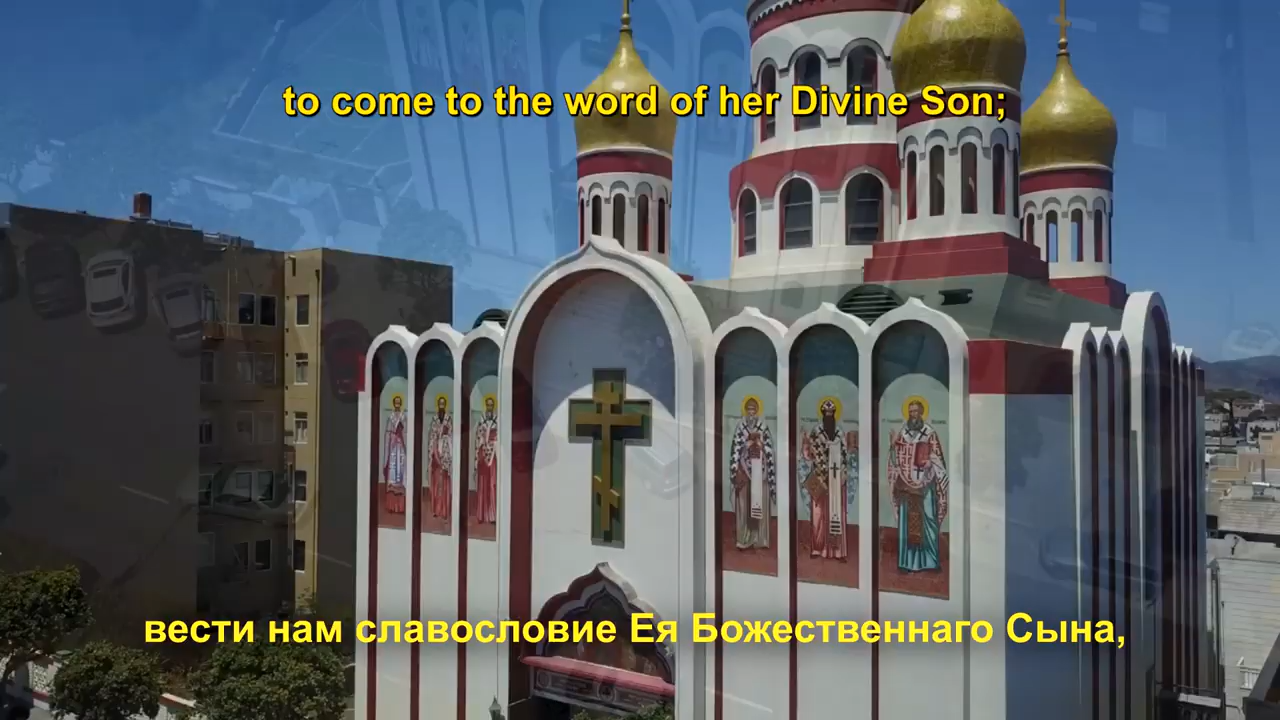 to come to the word of her Divine Son;
вести нам славословие Ея Божественнаго Сына,